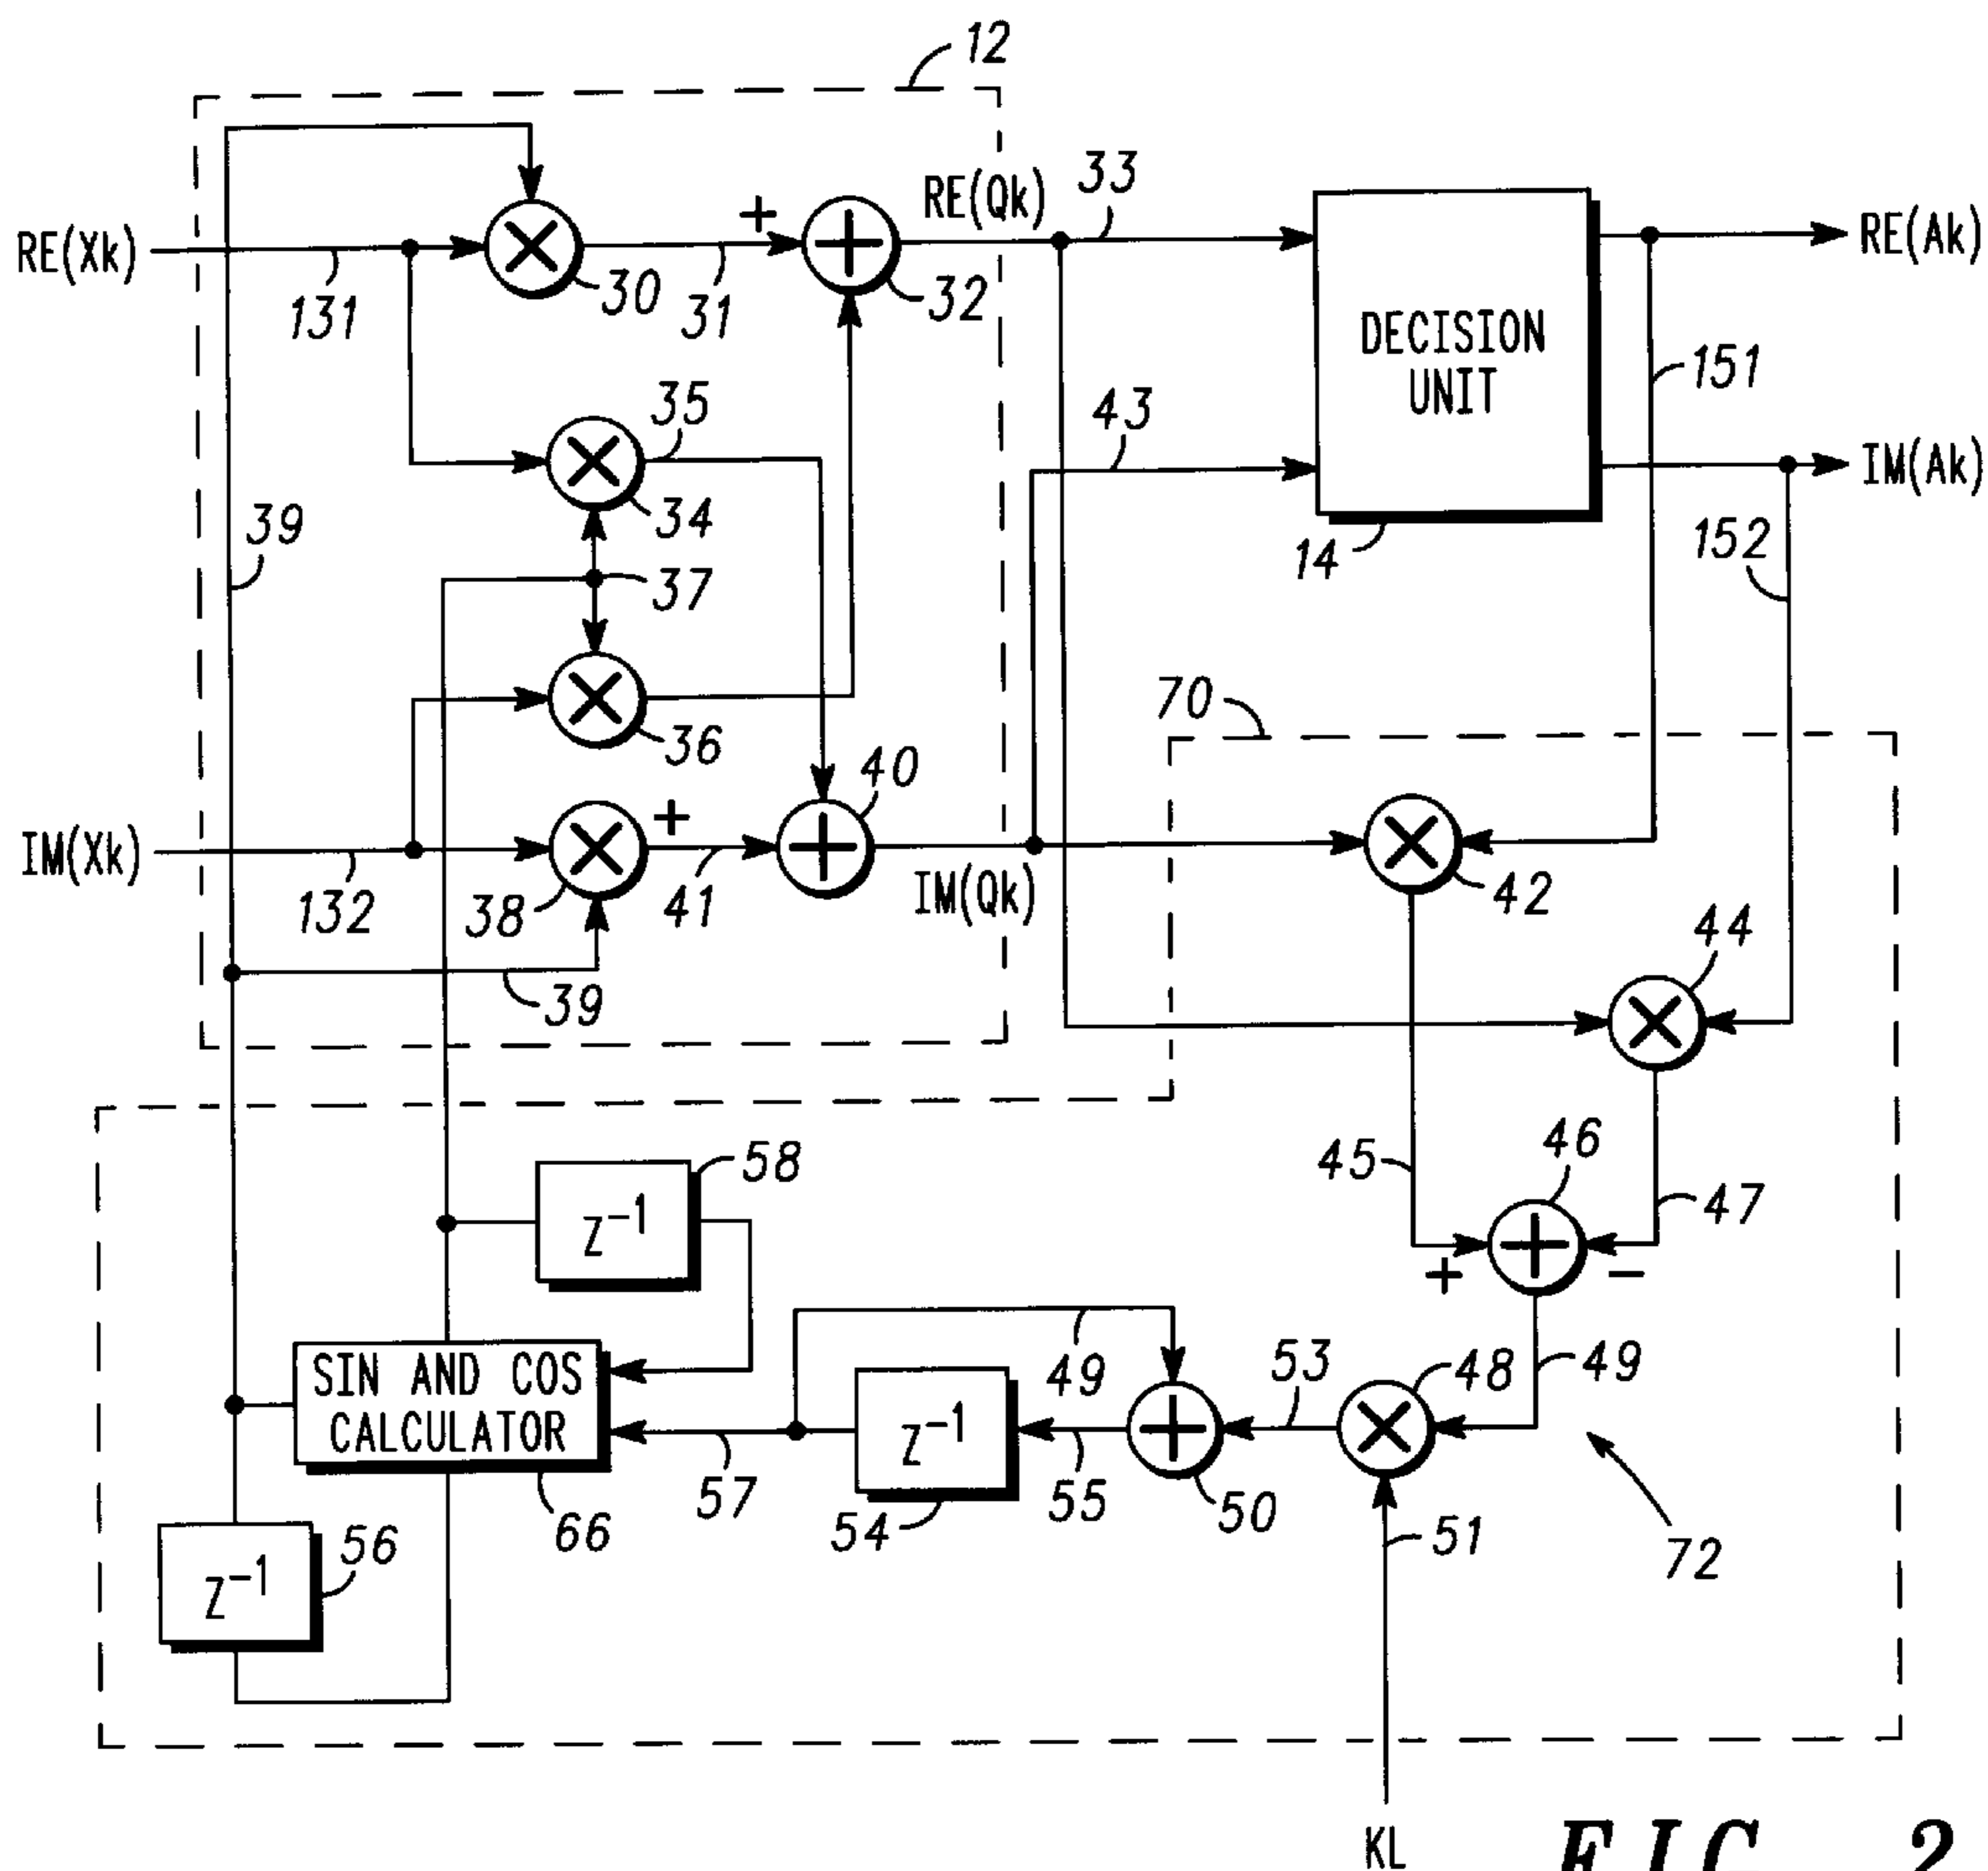 12
RE(Qk)
33
RE(Xk)
131
30
+
31
32
RE(Ak)
DECISION
UNIT
151
35
43
34
IM(Ak)
39
37
14
152
36
70
40
IM(Xk)
132
38
+
41
IM(Qk)
42
44
39
58
Z⁻¹
45
46
47
+
−
SIN AND COS
CALCULATOR
66
57
Z⁻¹
54
49
55
50
53
48
49
51
72
56
Z⁻¹
KL
FIG. 2